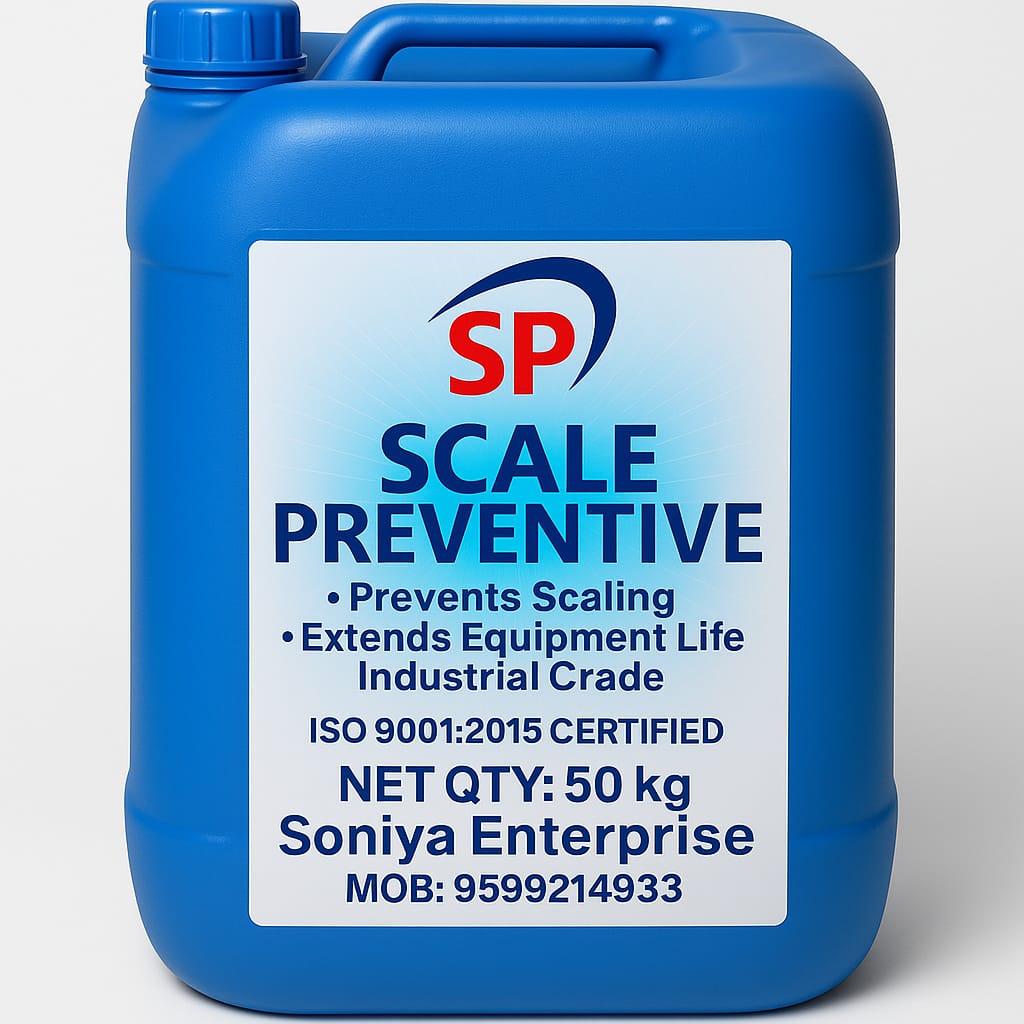 SP
SCALE
PREVENTIVE
• Prevents Scaling
• Extends Equipment Life
Industrial Crade
ISO 9001:2015 CERTIFIED
NET QTY: 50 kg
Soniya Enterprise
MOB: 9599214933